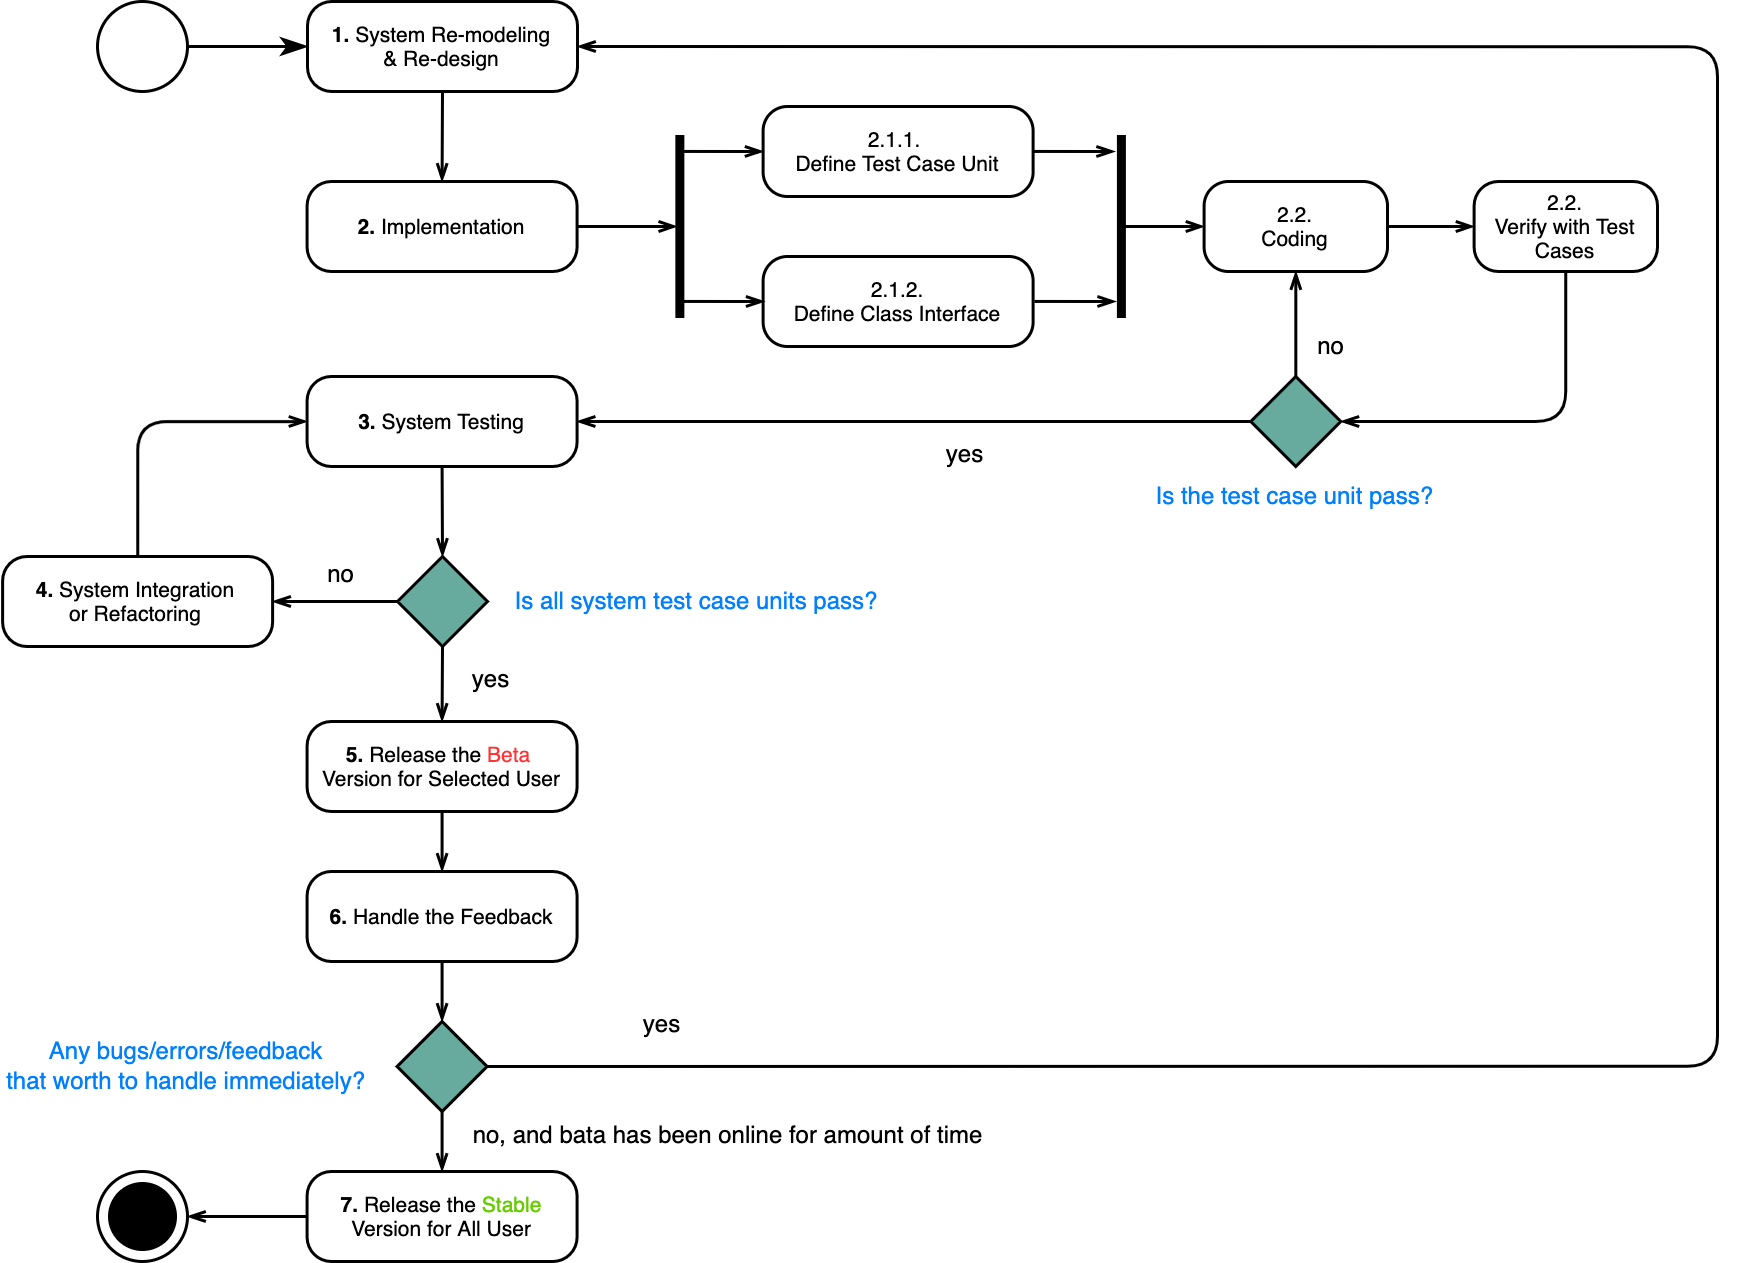 1. System Re-modeling
& Re-design
2. Implementation
2.1.1.
Define Test Case Unit
2.1.2.
Define Class Interface
2.2.
Coding
2.2.
Verify with Test
Cases
no
yes
Is the test case unit pass?
3. System Testing
no
4. System Integration
or Refactoring
Is all system test case units pass?
yes
5. Release the Beta
Version for Selected User
6. Handle the Feedback
yes
Any bugs/errors/feedback
that worth to handle immediately?
no, and bata has been online for amount of time
7. Release the Stable
Version for All User